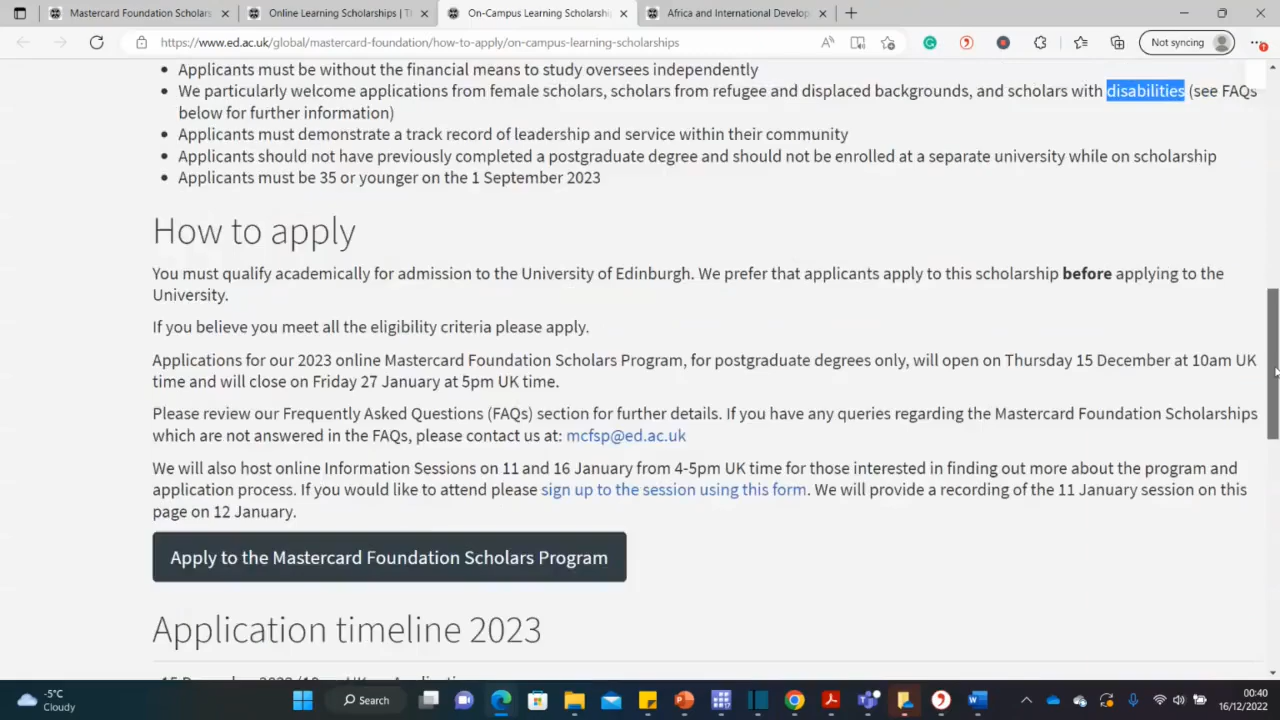 Mastercard Foundation Scholars
Online Learning Scholarships | Th
On-Campus Learning Scholarship
Africa and International Develop
https://www.ed.ac.uk/global/mastercard-foundation/how-to-apply/on-campus-learning-scholarships
Not syncing
Applicants must be without the financial means to study oversees independently
We particularly welcome applications from female scholars, scholars from refugee and displaced backgrounds, and scholars with disabilities (see FAQs
below for further information)
Applicants must demonstrate a track record of leadership and service within their community
Applicants should not have previously completed a postgraduate degree and should not be enrolled at a separate university while on scholarship
Applicants must be 35 or younger on the 1 September 2023
How to apply
You must qualify academically for admission to the University of Edinburgh. We prefer that applicants apply to this scholarship before applying to the
University.
If you believe you meet all the eligibility criteria please apply.
Applications for our 2023 online Mastercard Foundation Scholars Program, for postgraduate degrees only, will open on Thursday 15 December at 10am UK
time and will close on Friday 27 January at 5pm UK time.
Please review our Frequently Asked Questions (FAQs) section for further details. If you have any queries regarding the Mastercard Foundation Scholarships
which are not answered in the FAQs, please contact us at: mcfsp@ed.ac.uk
We will also host online Information Sessions on 11 and 16 January from 4-5pm UK time for those interested in finding out more about the program and
application process. If you would like to attend please sign up to the session using this form. We will provide a recording of the 11 January session on this
page on 12 January.
Apply to the Mastercard Foundation Scholars Program
Application timeline 2023
-5°C
Cloudy
Search
00:40
16/12/2022